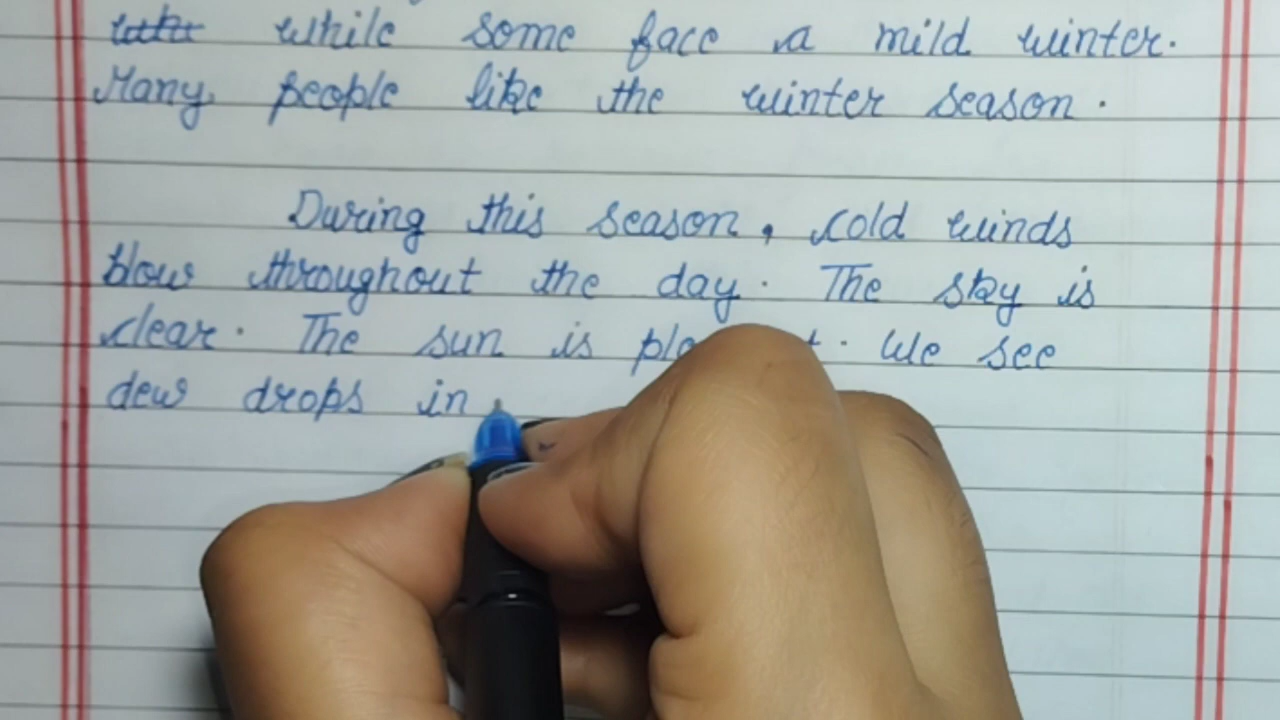 while some face a mild winter.
Many people like the winter season.
During this season, cold winds
blow throughout the day. The sky is
clear. The sun is We see
dew drops in